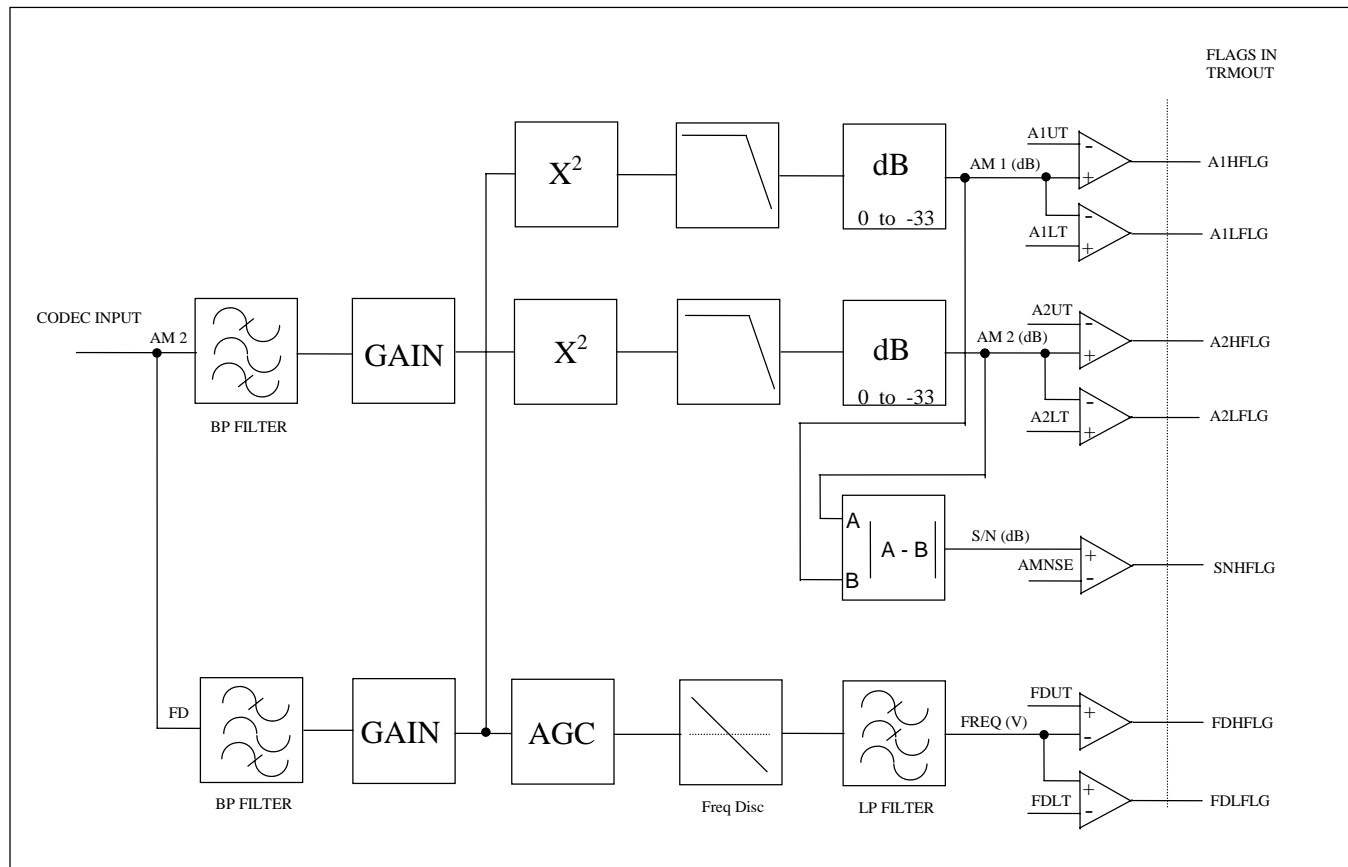 FLAGS IN
TRMOUT
A1UT
-
+
A1HFLG
X2
dB
0 to -33
AM 1 (dB)
A1LT
-
+
A1LFLG
CODEC INPUT
AM 2
BP FILTER
GAIN
X2
dB
0 to -33
AM 2 (dB)
A2UT
-
+
A2HFLG
A2LT
-
+
A2LFLG
A
B
A - B
S/N (dB)
AMNSE
+
-
SNHFLG
FD
BP FILTER
GAIN
AGC
Freq Disc
LP FILTER
FREQ (V)
FDUT
+
-
FDHFLG
FDLT
+
-
FDLFLG